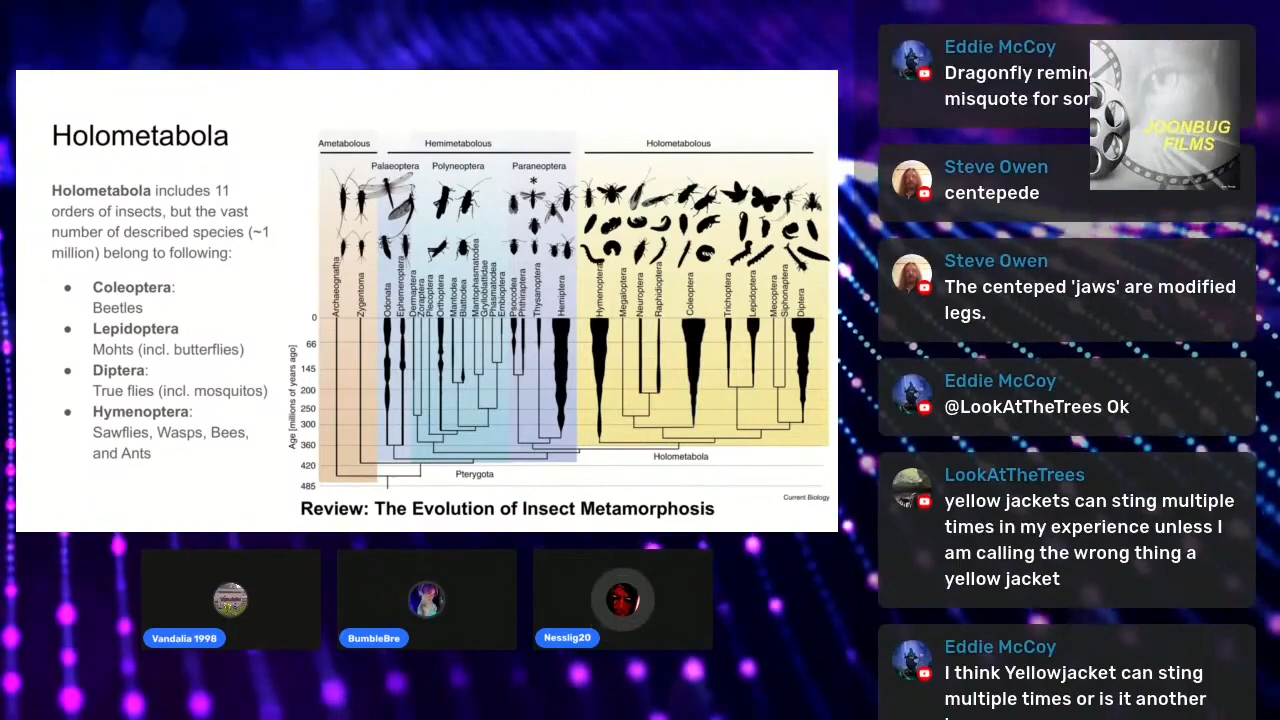 Holometabola
Holometabola includes 11
orders of insects, but the vast
number of described species (~1
million) belong to following:
● Coleoptera:
Beetles
● Lepidoptera
Mohts (incl. butterflies)
● Diptera:
True flies (incl. mosquitos)
● Hymenoptera:
Sawflies, Wasps, Bees,
and Ants
Ametabolous
Hemimetabolous
Holometabolous
Palaeoptera
Polyneoptera
Paraneoptera
*
Archaeognatha
Zygentoma
Odonata
Ephemeroptera
Dermaptera
Zoraptera
Plecoptera
Orthoptera
Mantodea
Blattodea
Mantophasmatodea
Grylloblattidae
Phasmatodea
Embioptera
Psocodea
Phthiraptera
Thysanoptera
Hemiptera
Hymenoptera
Megaloptera
Neuroptera
Raphidioptera
Coleoptera
Trichoptera
Lepidoptera
Mecoptera
Siphonaptera
Diptera
Age [millions of years ago]
0
66
145
200
250
300
360
420
485
Pterygota
Holometabola
Current Biology
Review: The Evolution of Insect Metamorphosis
Vandalia 1998
BumbleBre
Nesslig20
Eddie McCoy
Dragonfly remin
misquote for sor
JOONBUG
FILMS
Steve Owen
centepede
Steve Owen
The centeped 'jaws' are modified
legs.
Eddie McCoy
@LookAtTheTrees Ok
LookAtTheTrees
yellow jackets can sting multiple
times in my experience unless I
am calling the wrong thing a
yellow jacket
Eddie McCoy
I think Yellowjacket can sting
multiple times or is it another